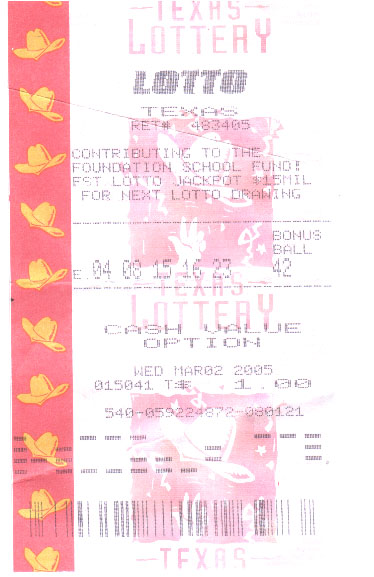 —TEXAS—
LOTTERY
LOTTO
TEXAS
RET# 483405
CONTRIBUTING TO THE
FOUNDATION SCHOOL FUND!
EST LOTTO JACKPOT $15MIL
FOR NEXT LOTTO DRAWING
BONUS
BALL
E. 04 08 15 16 23 42
—TEXAS—
LOTTERY
CASH VALUE
OPTION
WED MAR02 2005
015041 T$ 1.00
540-059224872-080121
—TEXAS—